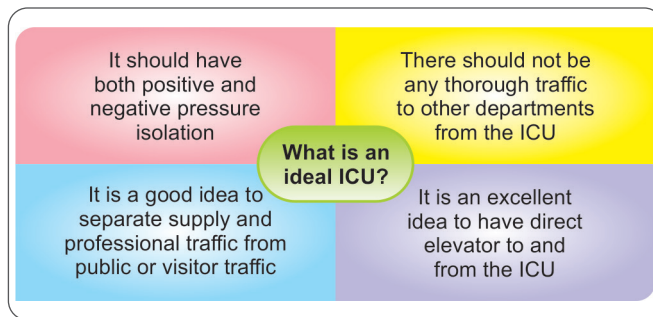 It should have
both positive and
negative pressure
isolation
There should not be
any thorough traffic
to other departments
from the ICU
What is an
ideal ICU?
It is a good idea to
separate supply and
professional traffic from
public or visitor traffic
It is an excellent
idea to have direct
elevator to and
from the ICU